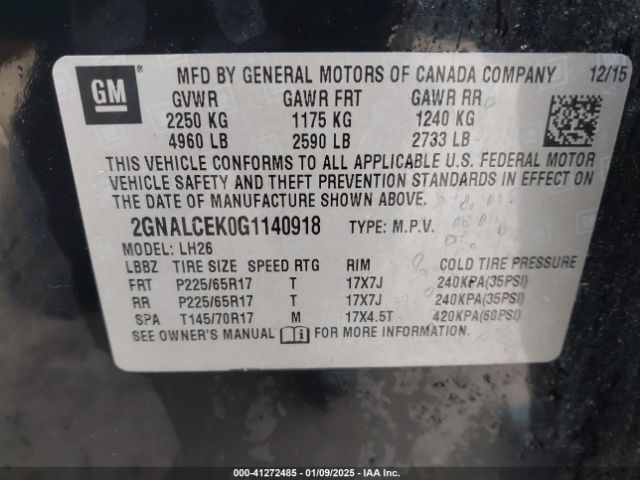 GM
MFD BY GENERAL MOTORS OF CANADA COMPANY 12/15
GVWR GAWR FRT GAWR RR
2250 KG 1175 KG 1240 KG
4960 LB 2590 LB 2733 LB
THIS VEHICLE CONFORMS TO ALL APPLICABLE U.S. FEDERAL MOTOR
VEHICLE SAFETY AND THEFT PREVENTION STANDARDS IN EFFECT ON
THE DATE OF MANUFACTURE SHOWN ABOVE.
2GNALCEK0G1140918 TYPE: M.P.V.
MODEL: LH26
LBBZ TIRE SIZE SPEED RTG RIM COLD TIRE PRESSURE
FRT P225/65R17 T 17X7J 240KPA(35PSI)
RR P225/65R17 T 17X7J 240KPA(35PSI)
SPA T145/70R17 M 17X4.5T 420KPA(60PSI)
SEE OWNER'S MANUAL FOR MORE INFORMATION.
000-41272485 - 01/09/2025 - IAA Inc.